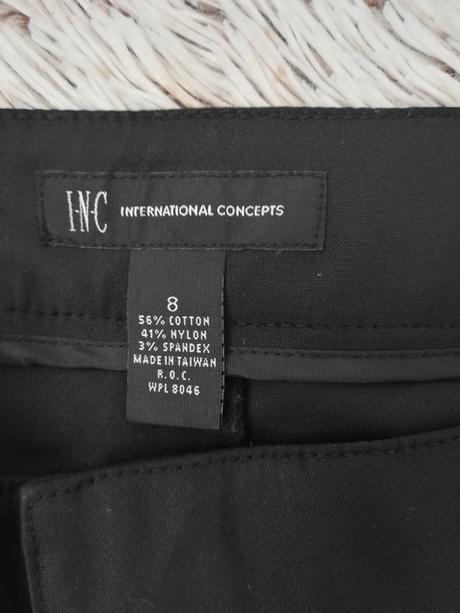 I·N·C INTERNATIONAL CONCEPTS
8
56% COTTON
41% NYLON
3% SPANDEX
MADE IN TAIWAN
R.O.C.
WPL 8046